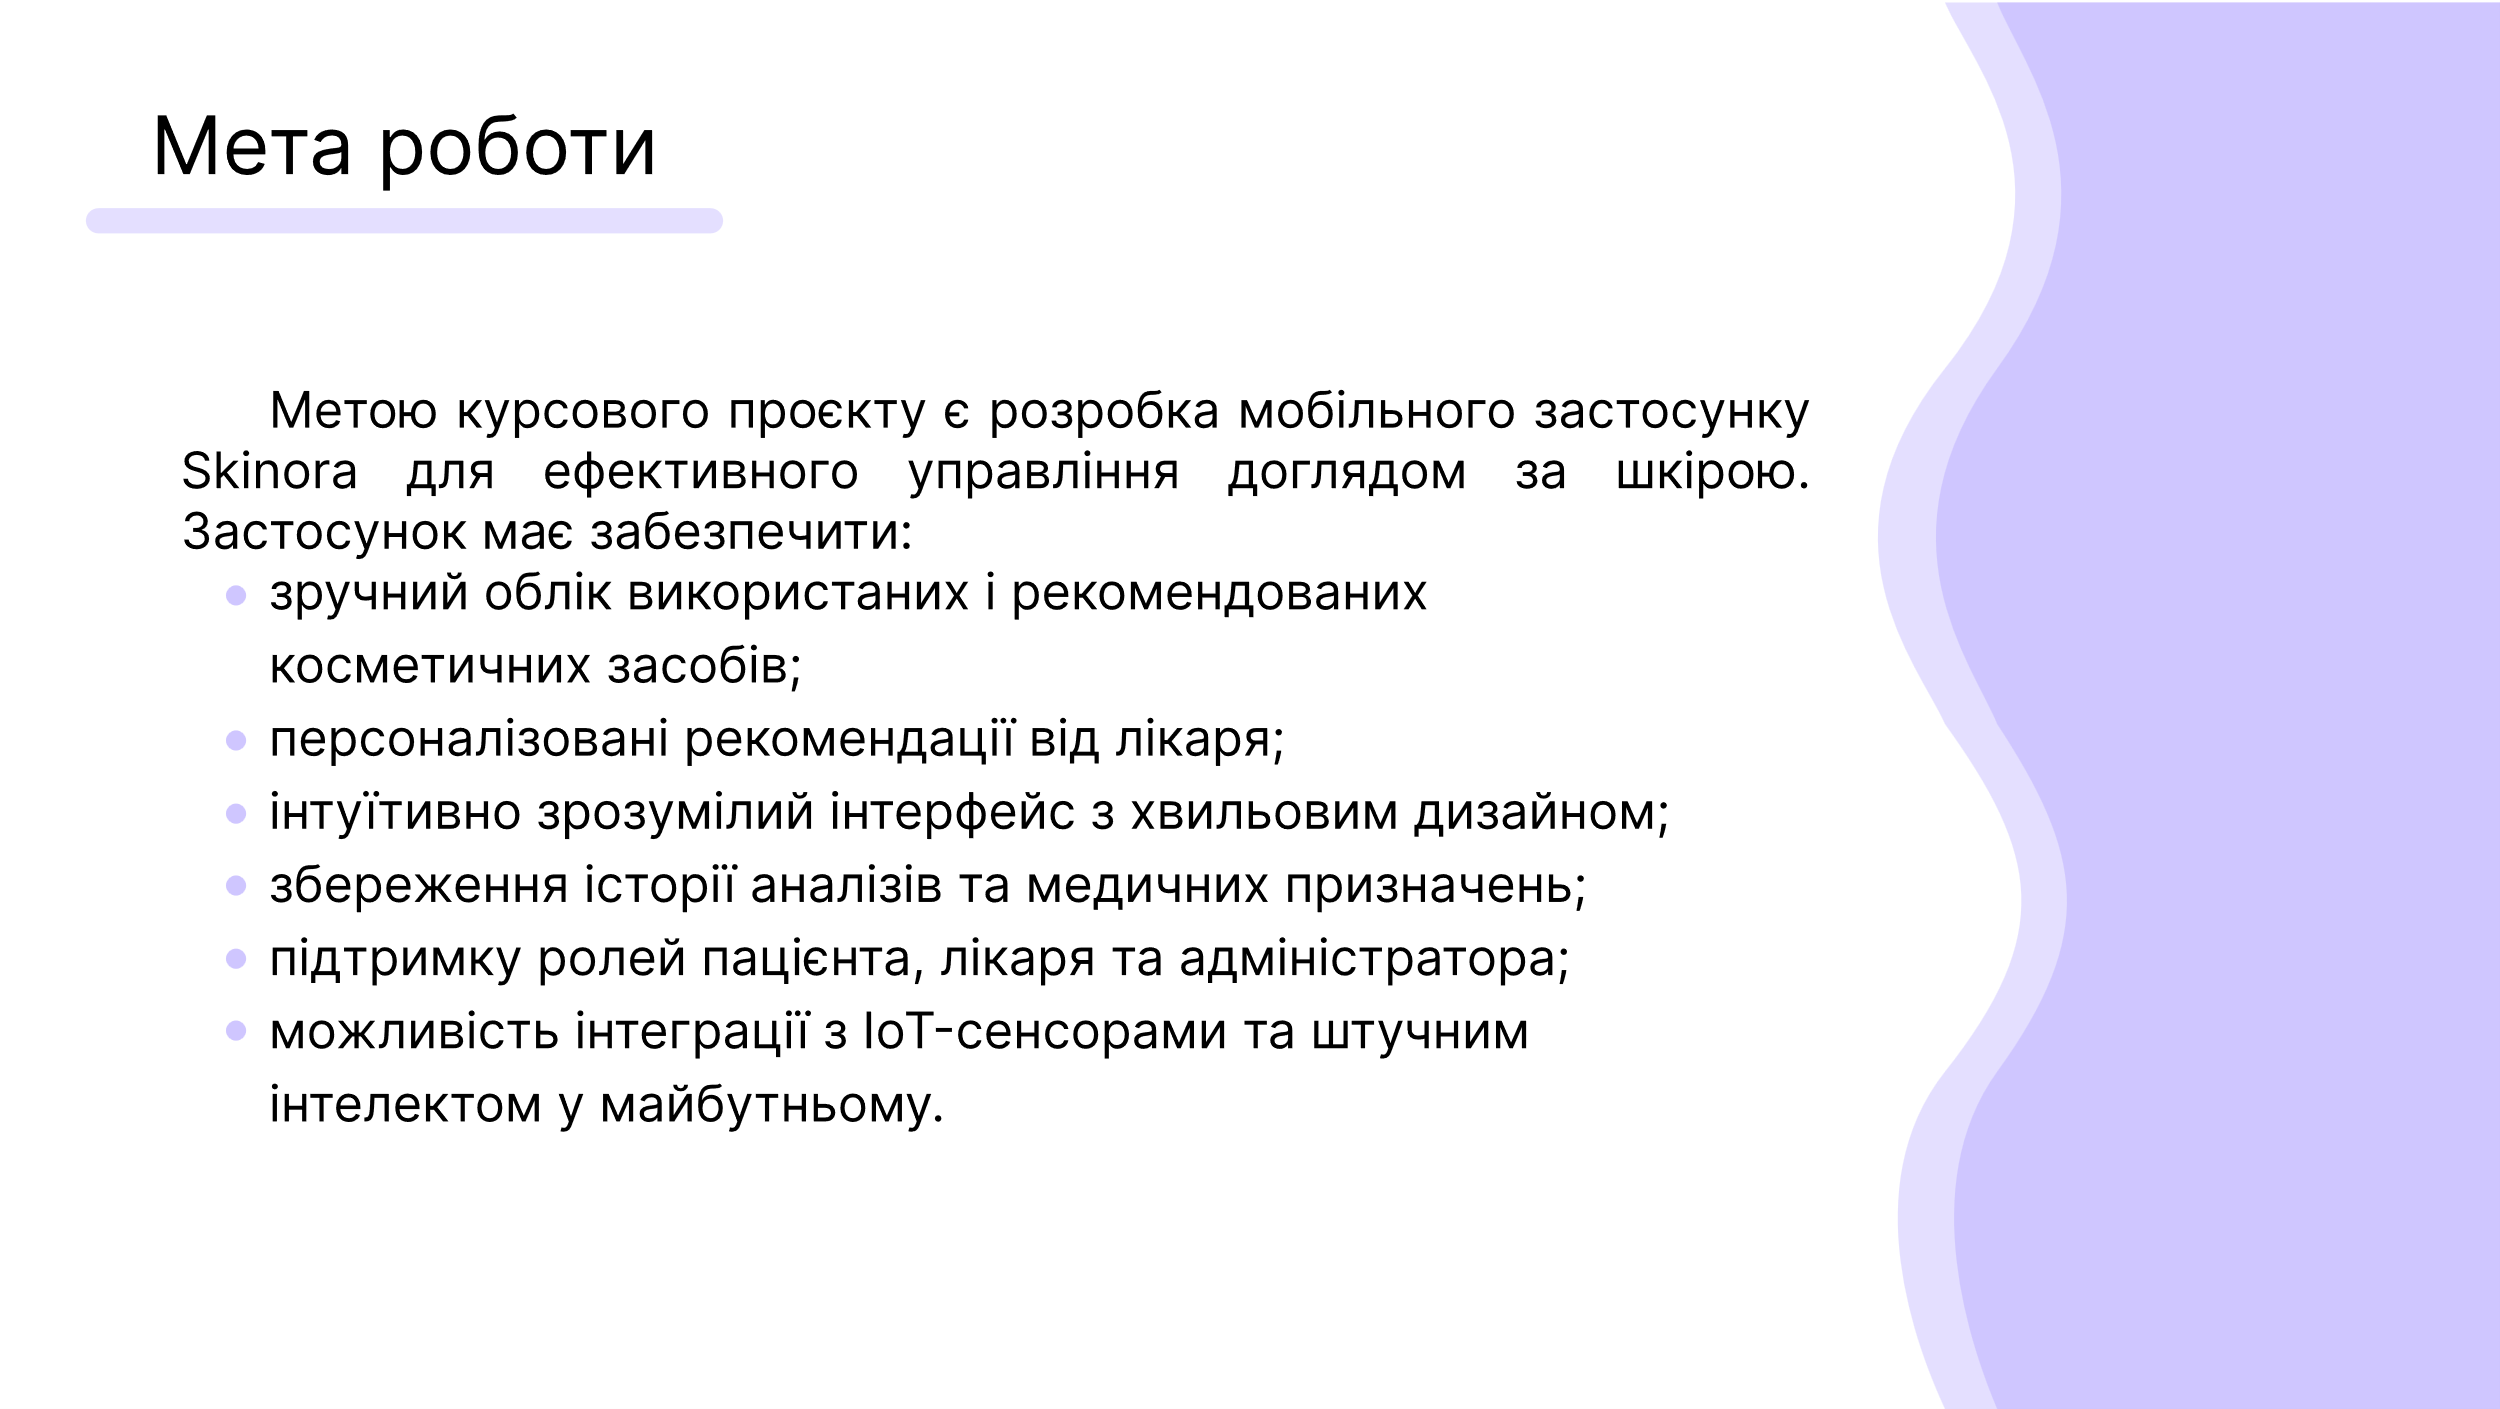 Мета роботи
Метою курсового проєкту є розробка мобільного застосунку
Skinora для ефективного управління доглядом за шкірою.
Застосунок має забезпечити:
зручний облік використаних і рекомендованих
косметичних засобів;
персоналізовані рекомендації від лікаря;
інтуїтивно зрозумілий інтерфейс з хвильовим дизайном;
збереження історії аналізів та медичних призначень;
підтримку ролей пацієнта, лікаря та адміністратора;
можливість інтеграції з IoT-сенсорами та штучним
інтелектом у майбутньому.